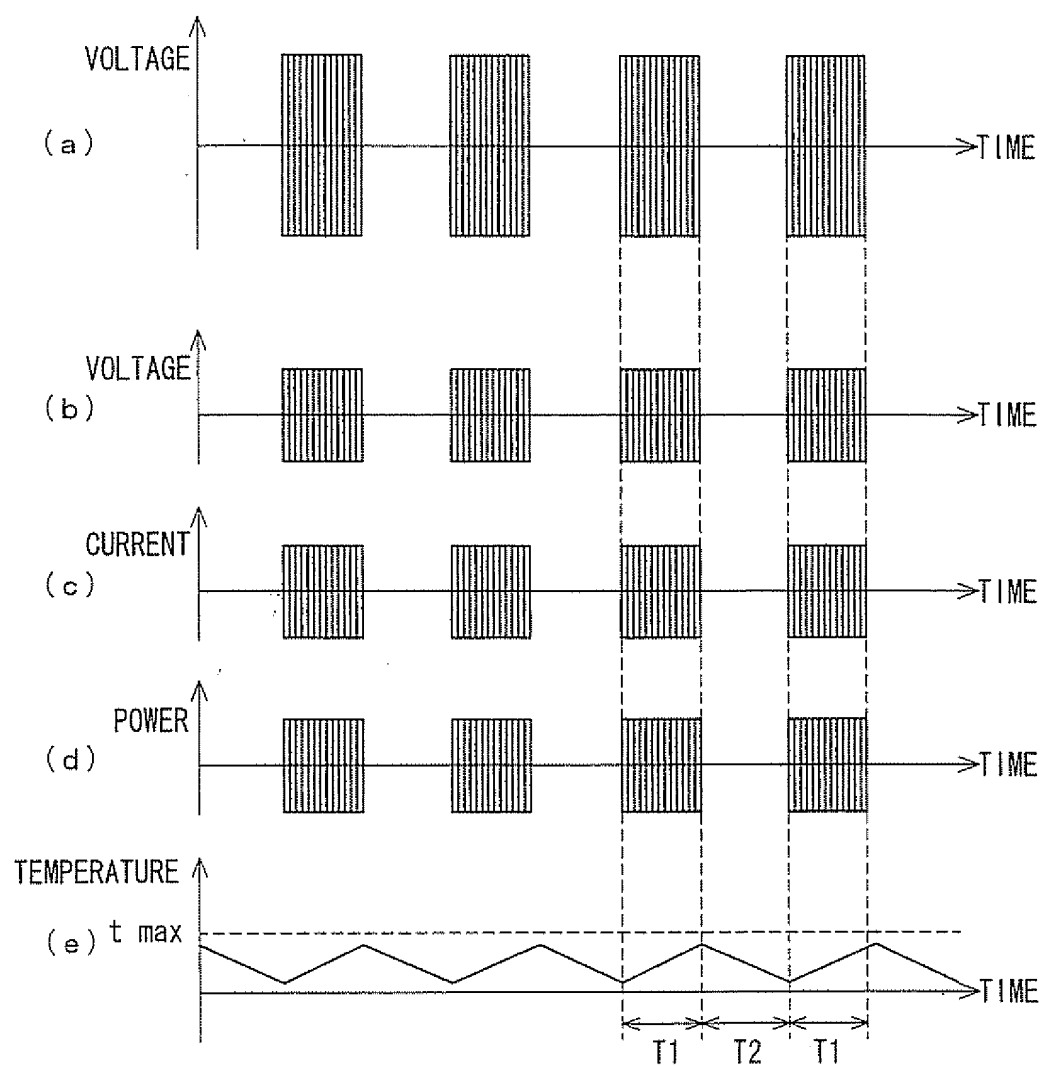 VOLTAGE
(a)
TIME
VOLTAGE
(b)
TIME
CURRENT
(c)
TIME
POWER
(d)
TIME
TEMPERATURE
(e) t max
TIME
T1 T2 T1